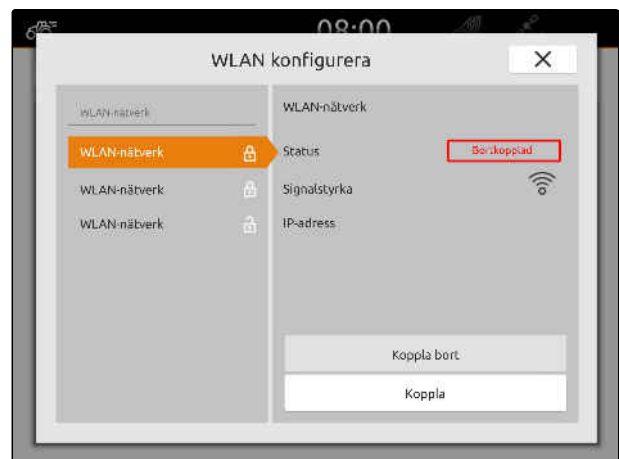 08:00
WLAN konfigurera
WLAN-nätverk
WLAN-nätverk
WLAN-nätverk
WLAN-nätverk
WLAN-nätverk
Status
Bortkopplad
Signalstyrka
IP-adress
Koppla bort
Koppla